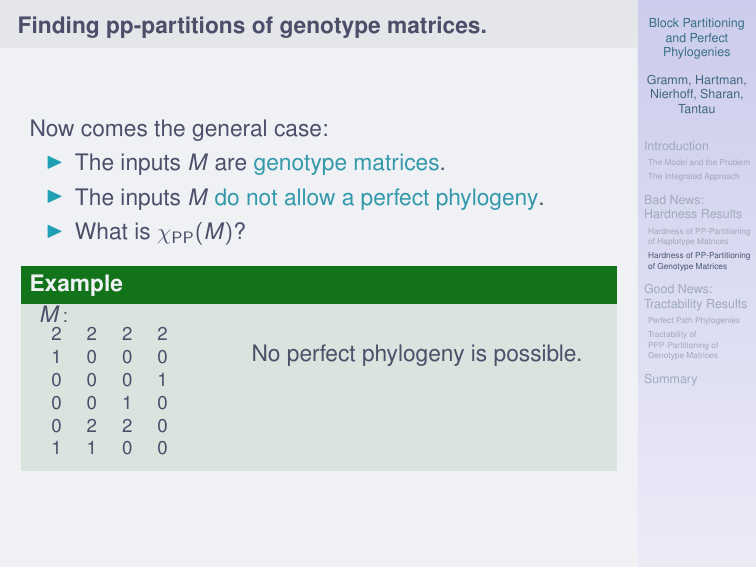 Finding pp-partitions of genotype matrices.
Now comes the general case:
▶ The inputs M are genotype matrices.
▶ The inputs M do not allow a perfect phylogeny.
▶ What is χPP(M)?
Example
M:
2 2 2 2
1 0 0 0
0 0 0 1
0 0 1 0
0 2 2 0
1 1 0 0
No perfect phylogeny is possible.
Block Partitioning
and Perfect
Phylogenies
Gramm, Hartman,
Nierhoff, Sharan,
Tantau
Introduction
The Model and the Problem
The Integrated Approach
Bad News:
Hardness Results
Hardness of PP-Partitioning
of Haplotype Matrices
Hardness of PP-Partitioning
of Genotype Matrices
Good News:
Tractability Results
Perfect Path Phylogenies
Tractability of
PPP-Partitioning of
Genotype Matrices
Summary